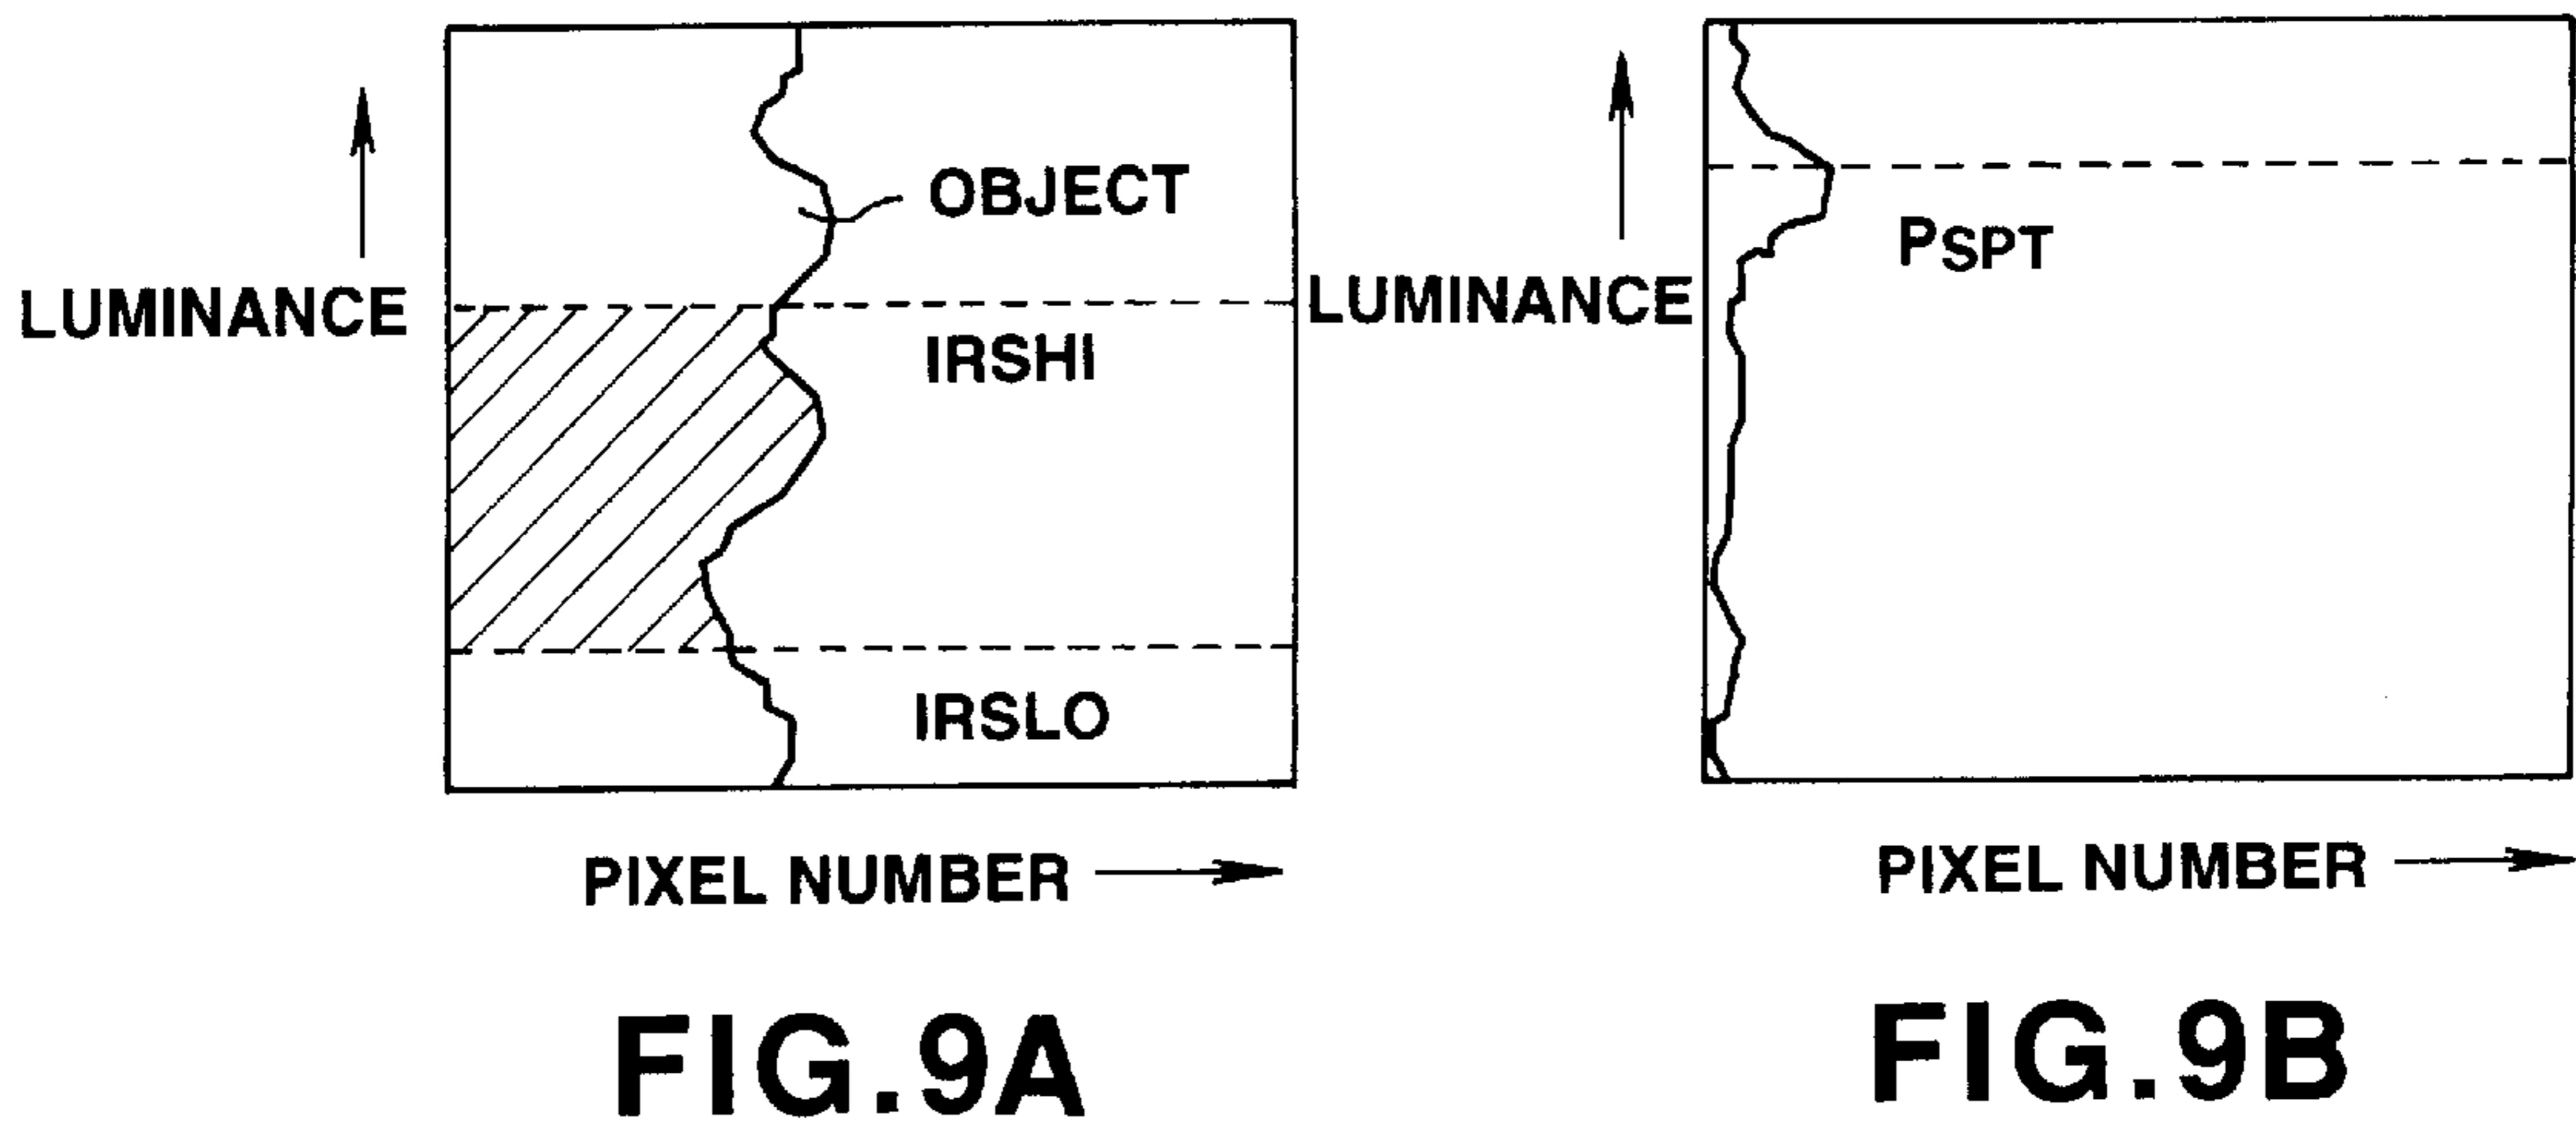 OBJECT
LUMINANCE
IRSHI
IRSLO
PIXEL NUMBER
FIG.9A
LUMINANCE
PSPT
PIXEL NUMBER
FIG.9B